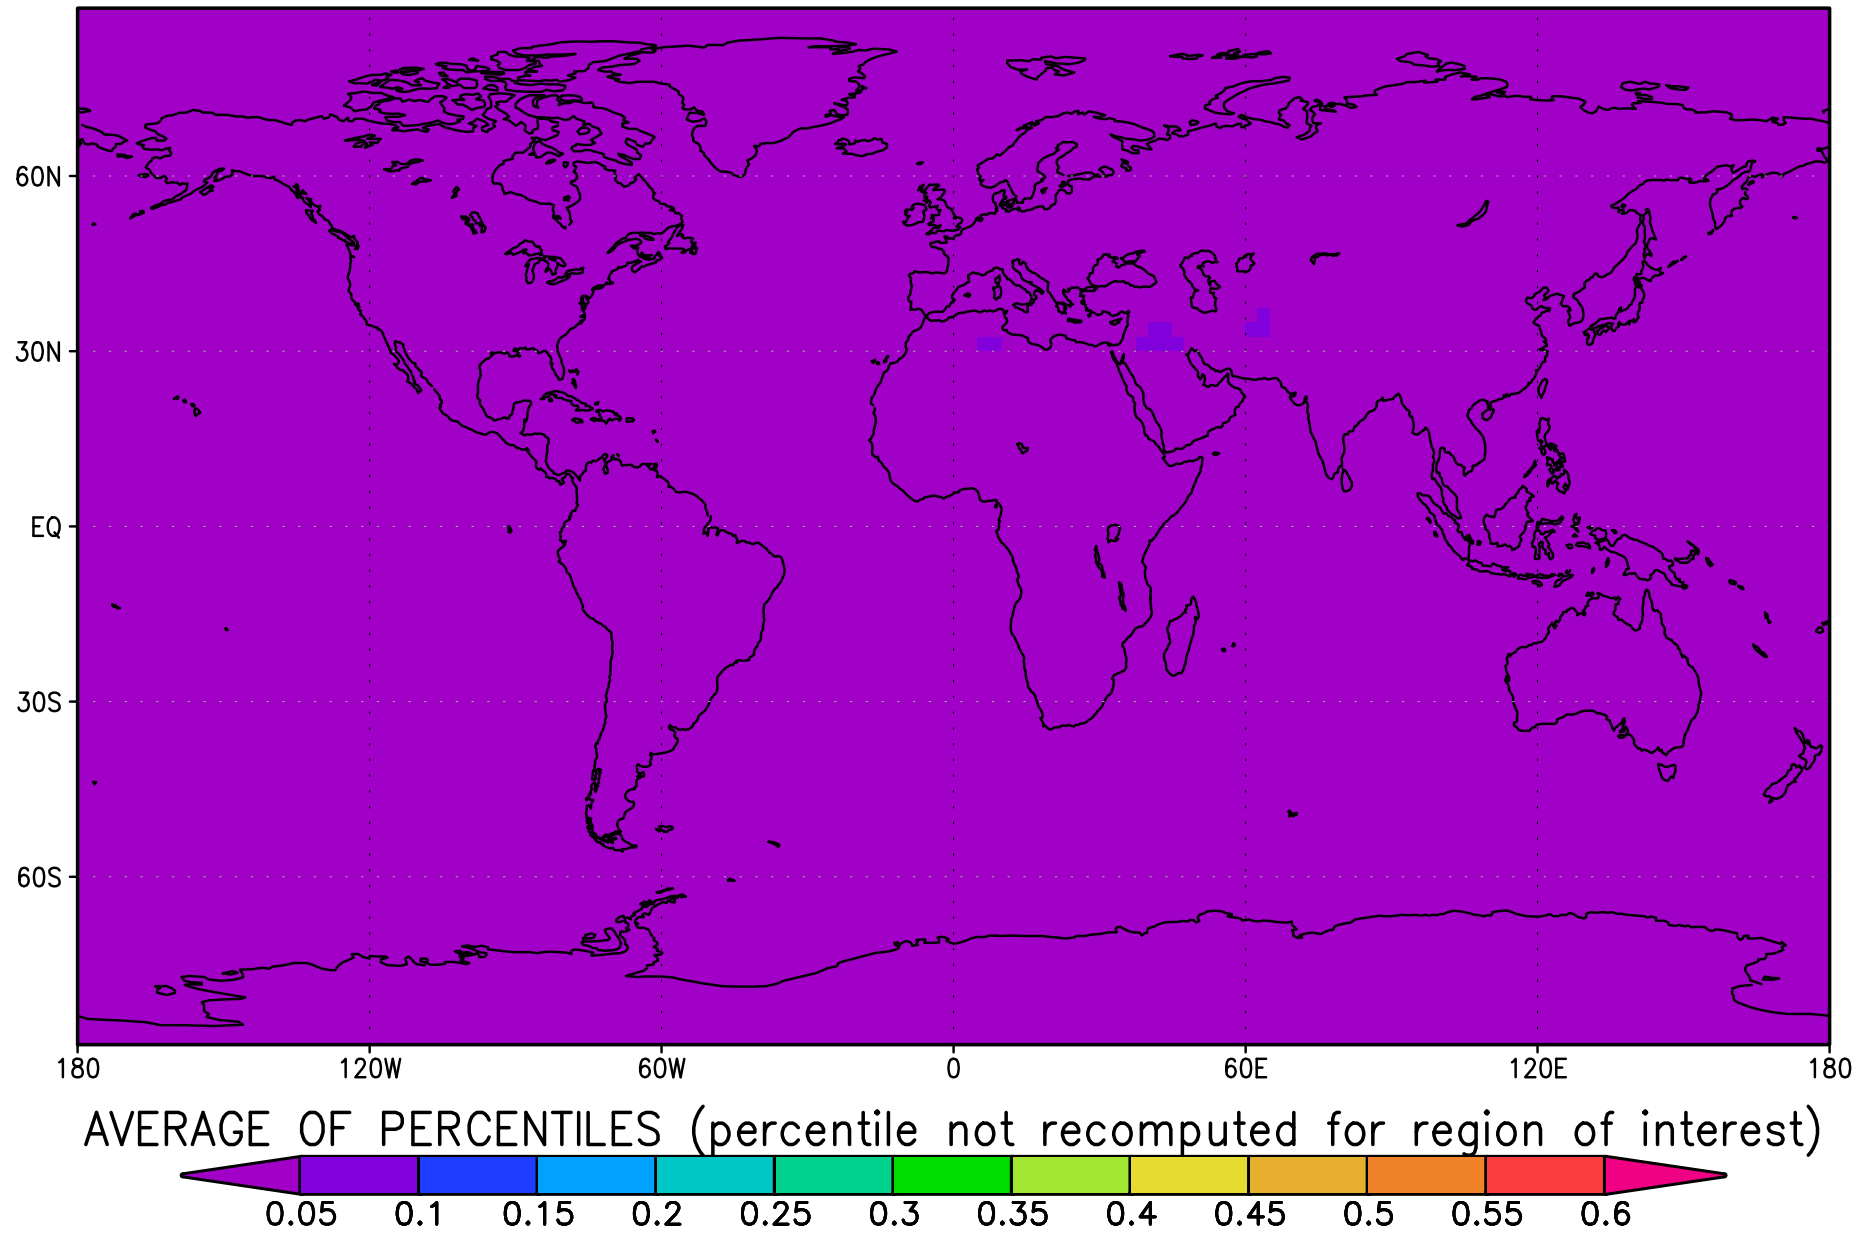 60N
30N
EQ
30S
60S
180 120W 60W 0 60E 120E 180
AVERAGE OF PERCENTILES (percentile not recomputed for region of interest)
0.05 0.1 0.15 0.2 0.25 0.3 0.35 0.4 0.45 0.5 0.55 0.6